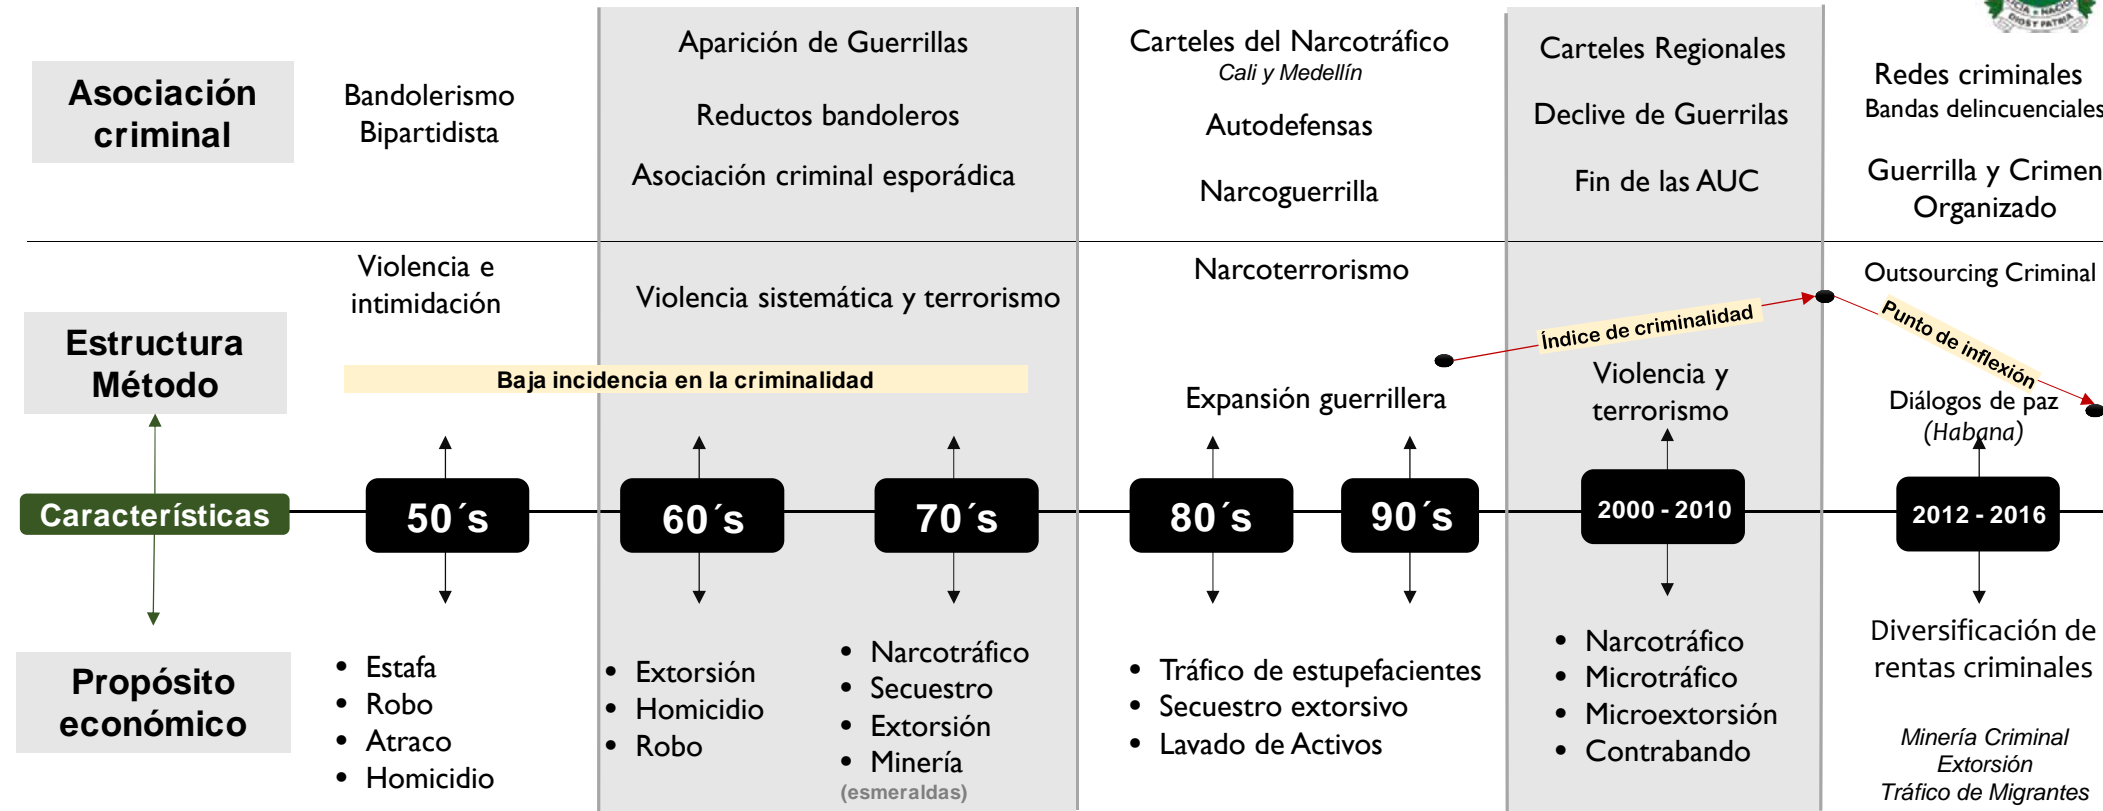 Asociación
criminal
Bandolerismo
Bipartidista
Aparición de Guerrillas
Reductos bandoleros
Asociación criminal esporádica
Carteles del Narcotráfico
Cali y Medellín
Autodefensas
Narcoguerrilla
Carteles Regionales
Declive de Guerrilas
Fin de las AUC
DIOS Y PATRIA
Redes criminales
Bandas delincuenciales
Guerrilla y Crimen
Organizado
Estructura
Método
Violencia e
intimidación
Violencia sistemática y terrorismo
Baja incidencia en la criminalidad
Narcoterrorismo
Expansión guerrillera
Índice de criminalidad
Violencia y
terrorismo
Outsourcing Criminal
Punto de inflexión
Diálogos de paz
(Habana)
Características
50´s
60´s
70´s
80´s
90´s
2000 - 2010
2012 - 2016
Propósito
económico
• Estafa
• Robo
• Atraco
• Homicidio
• Extorsión
• Homicidio
• Robo
• Narcotráfico
• Secuestro
• Extorsión
• Minería
(esmeraldas)
• Tráfico de estupefacientes
• Secuestro extorsivo
• Lavado de Activos
• Narcotráfico
• Microtráfico
• Microextorsión
• Contrabando
Diversificación de
rentas criminales
Minería Criminal
Extorsión
Tráfico de Migrantes